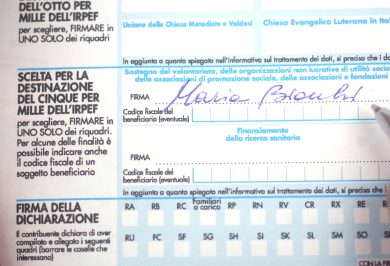 DELL'OTTO PER
MILLE DELL'IRPEF
per scegliere, FIRMARE in
UNO SOLO dei riquadri
Unione delle Chiese Metodiste e Valdesi
Chiesa Evangelica Luterana in Ital
In aggiunta a quanto spiegato nell'informativa sul trattamento dei dati, si precisa che i da
SCELTA PER LA
DESTINAZIONE
DEL CINQUE PER
MILLE DELL'IRPEF
per scegliere, FIRMARE in
UNO SOLO dei riquadri.
Per alcune delle finalità è
possibile indicare anche
il codice fiscale di un
soggetto beneficiario
Sostegno del volontariato, delle organizzazioni non lucrative di utilità socia
delle associazioni di promozione sociale, delle associazioni e fondazioni
FIRMA Maria Bianchi
Codice fiscale del
beneficiario (eventuale)
Finanziamento
della ricerca sanitaria
FIRMA
Codice fiscale del
beneficiario (eventuale)
In aggiunta a quanto spiegato nell'informativa sul trattamento dei dati, si precisa che i
FIRMA DELLA
DICHIARAZIONE
Il contribuente dichiara di aver
compilato e allegato i seguenti
quadri (barrare le caselle che
interessano)
RA RB RC Familiari a carico RP RN RV CR RX RE R
RU FC SF SG SH SI SK SL SM SO S
CON LA FI